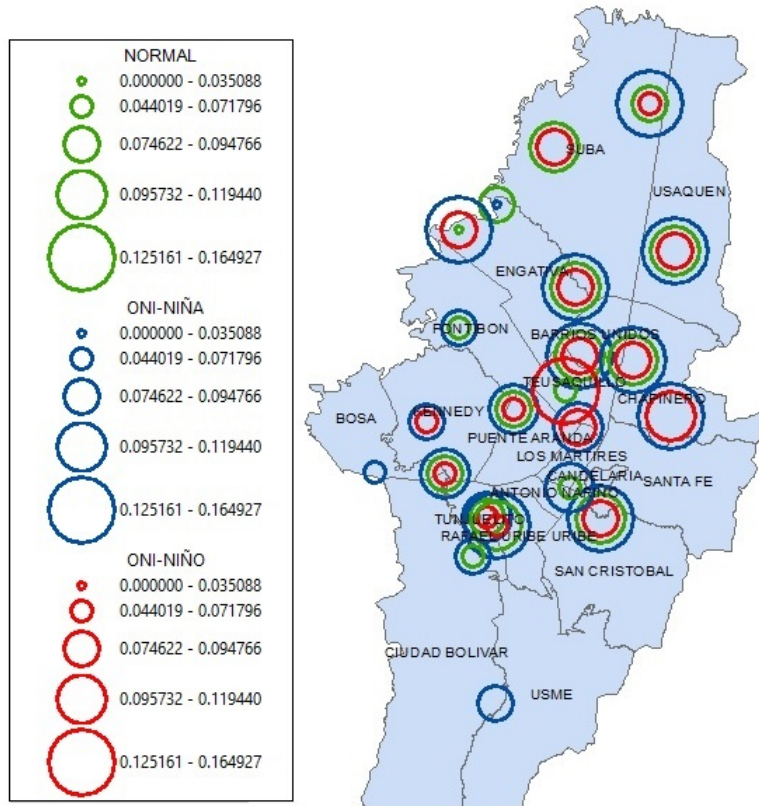 NORMAL
0.000000 - 0.035088
0.044019 - 0.071796
0.074622 - 0.094766
0.095732 - 0.119440
0.125161 - 0.164927
ONI-NIÑA
0.000000 - 0.035088
0.044019 - 0.071796
0.074622 - 0.094766
0.095732 - 0.119440
0.125161 - 0.164927
ONI-NIÑO
0.000000 - 0.035088
0.044019 - 0.071796
0.074622 - 0.094766
0.095732 - 0.119440
0.125161 - 0.164927
SUBA
USAQUEN
ENGATIVA
FONTIBON
BARRIOS UNIDOS
TEUSAQUILLO
CHAPINERO
BOSA
KENNEDY
PUENTE ARANDA
LOS MARTIRES
CANDELARIA
SANTA FE
ANTONIO NARIÑO
TUNJUELITO
RAFAEL URIBE URIBE
SAN CRISTOBAL
CIUDAD BOLIVAR
USME